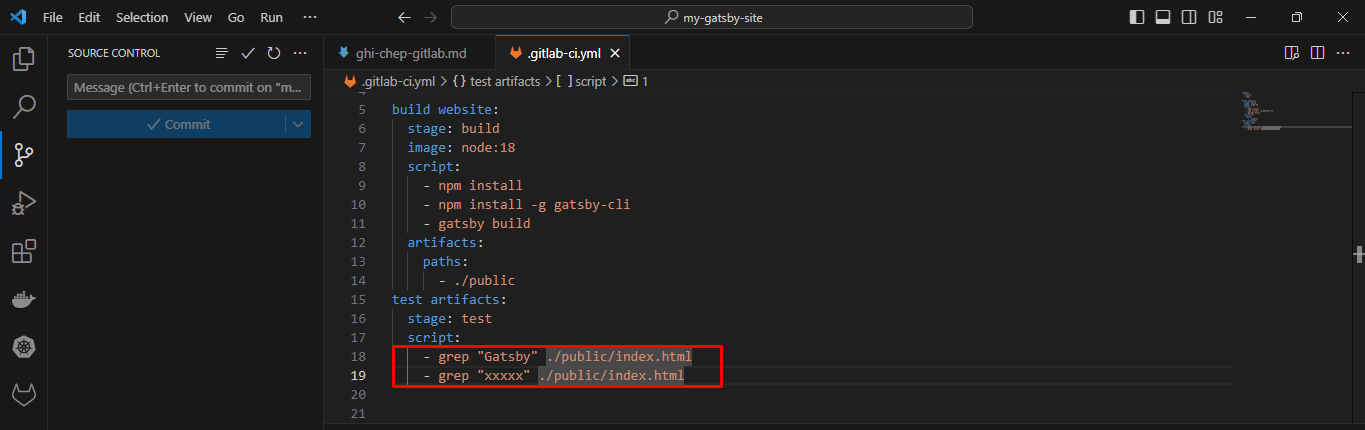 File Edit Selection View Go Run ··· my-gatsby-site
SOURCE CONTROL
Message (Ctrl+Enter to commit on "m...
Commit
ghi-chep-gitlab.md .gitlab-ci.yml
.gitlab-ci.yml > {} test artifacts > [ ] script > abc 1
5 build website:
6 stage: build
7 image: node:18
8 script:
9 - npm install
10 - npm install -g gatsby-cli
11 - gatsby build
12 artifacts:
13 paths:
14 - ./public
15 test artifacts:
16 stage: test
17 script:
18 - grep "Gatsby" ./public/index.html
19 - grep "xxxxx" ./public/index.html
20
21